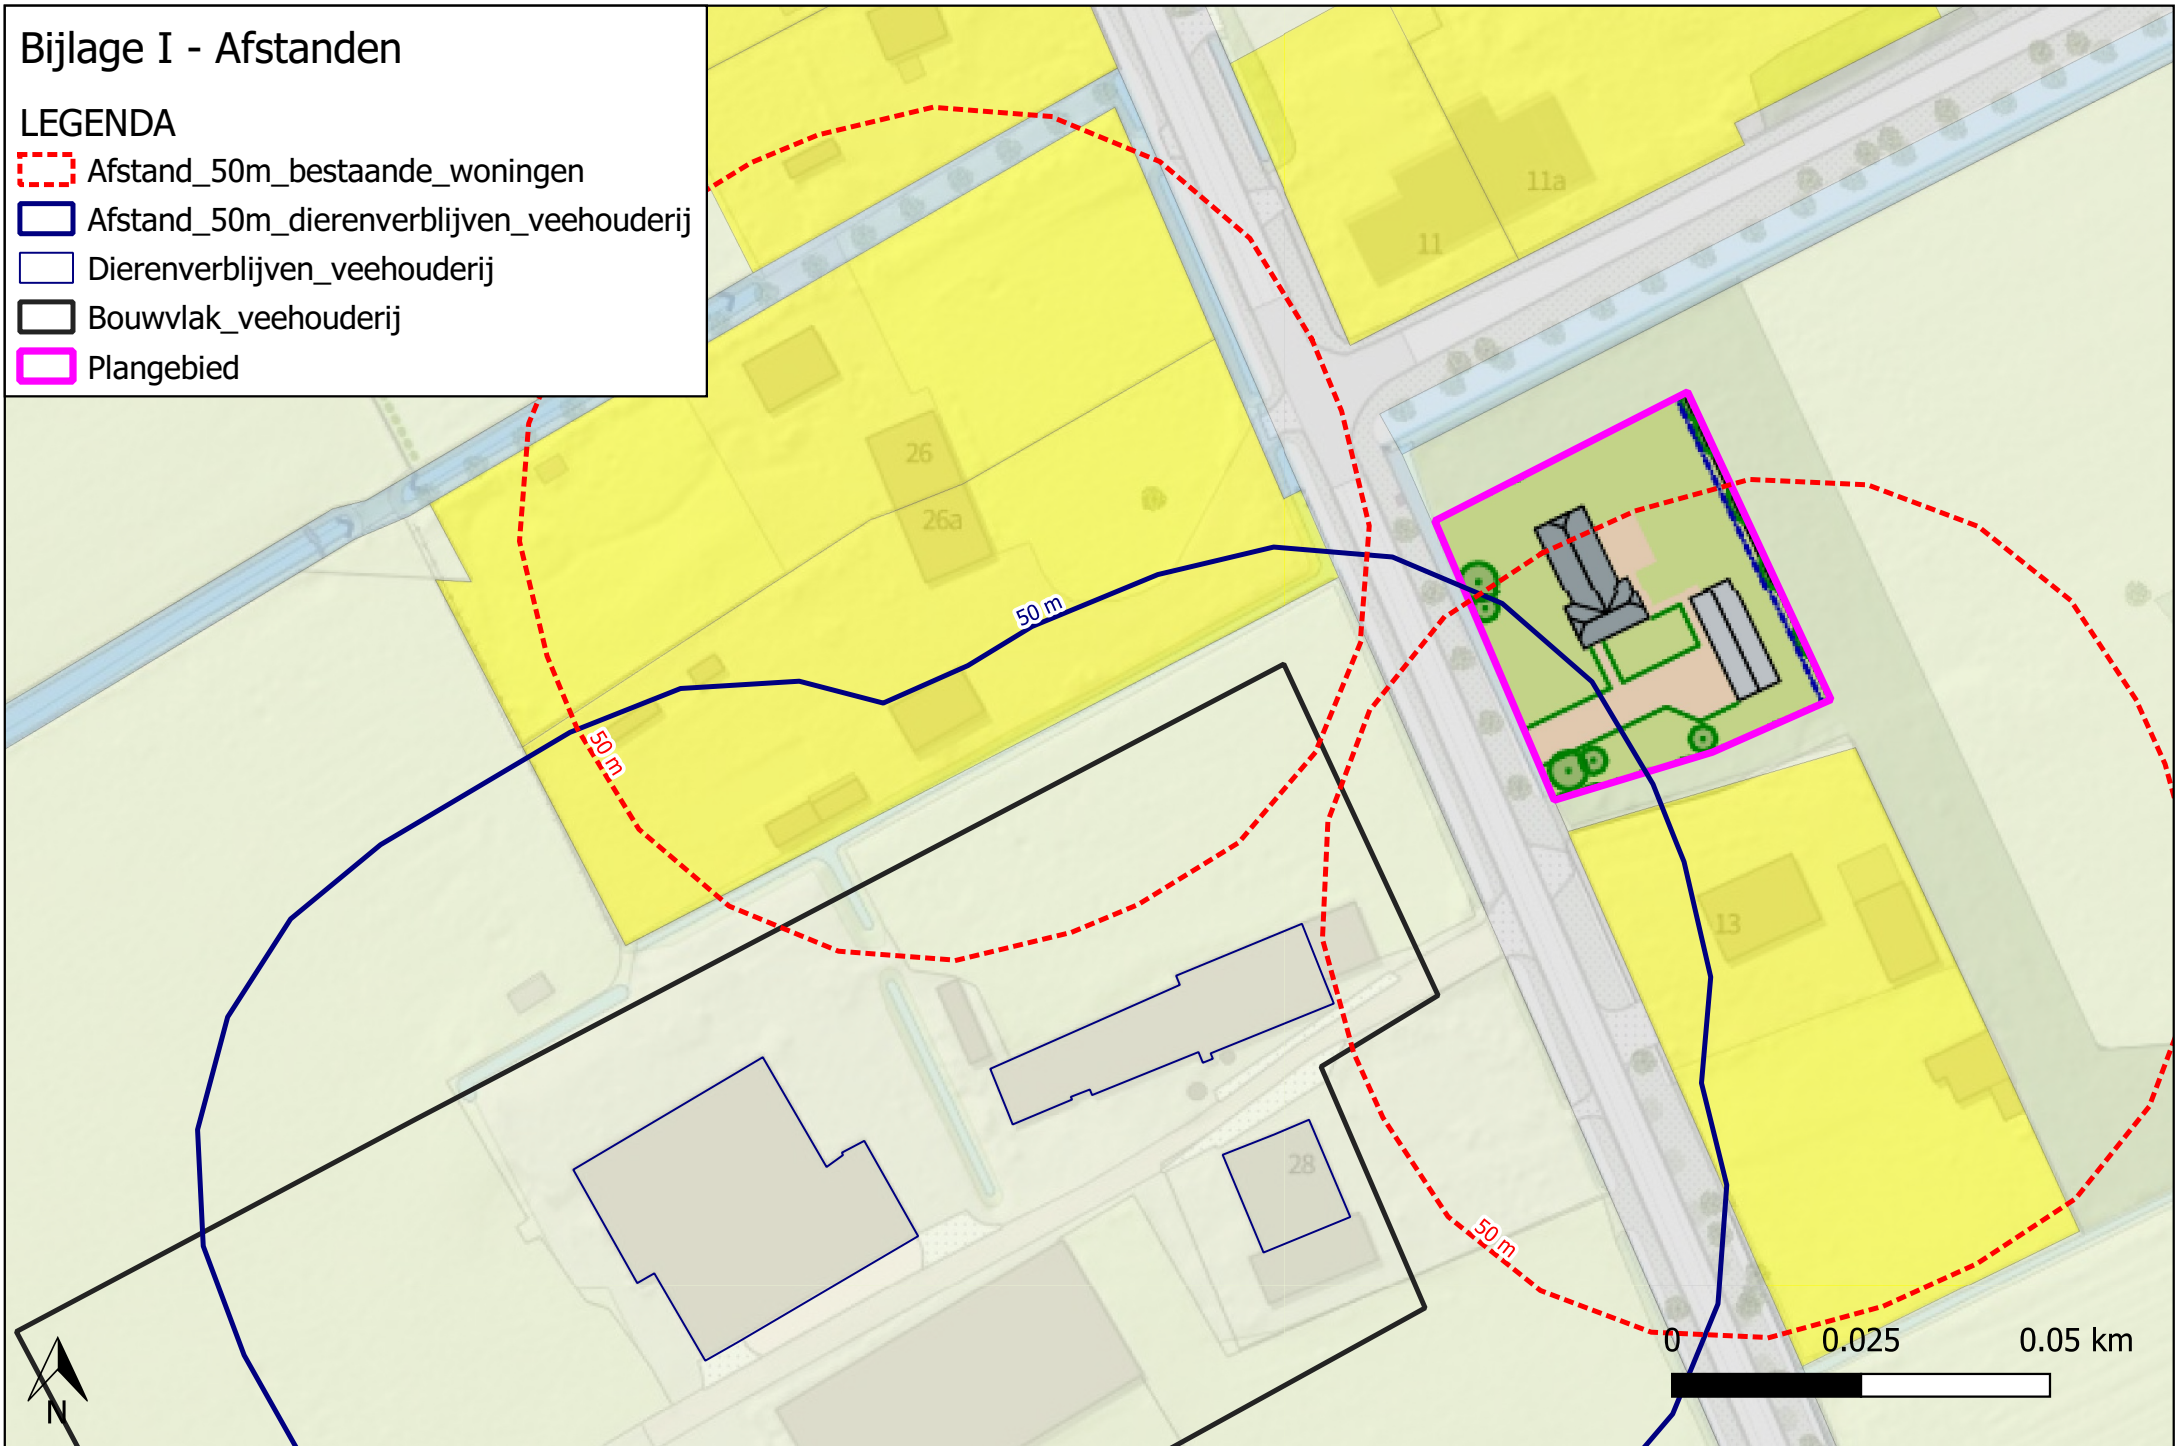 Bijlage I - Afstanden
LEGENDA
Afstand_50m_bestaande_woningen
Afstand_50m_dierenverblijven_veehouderij
Dierenverblijven_veehouderij
Bouwvlak_veehouderij
Plangebied
11a
11
26
26a
50 m
50 m
13
28
50 m
0 0.025 0.05 km
N